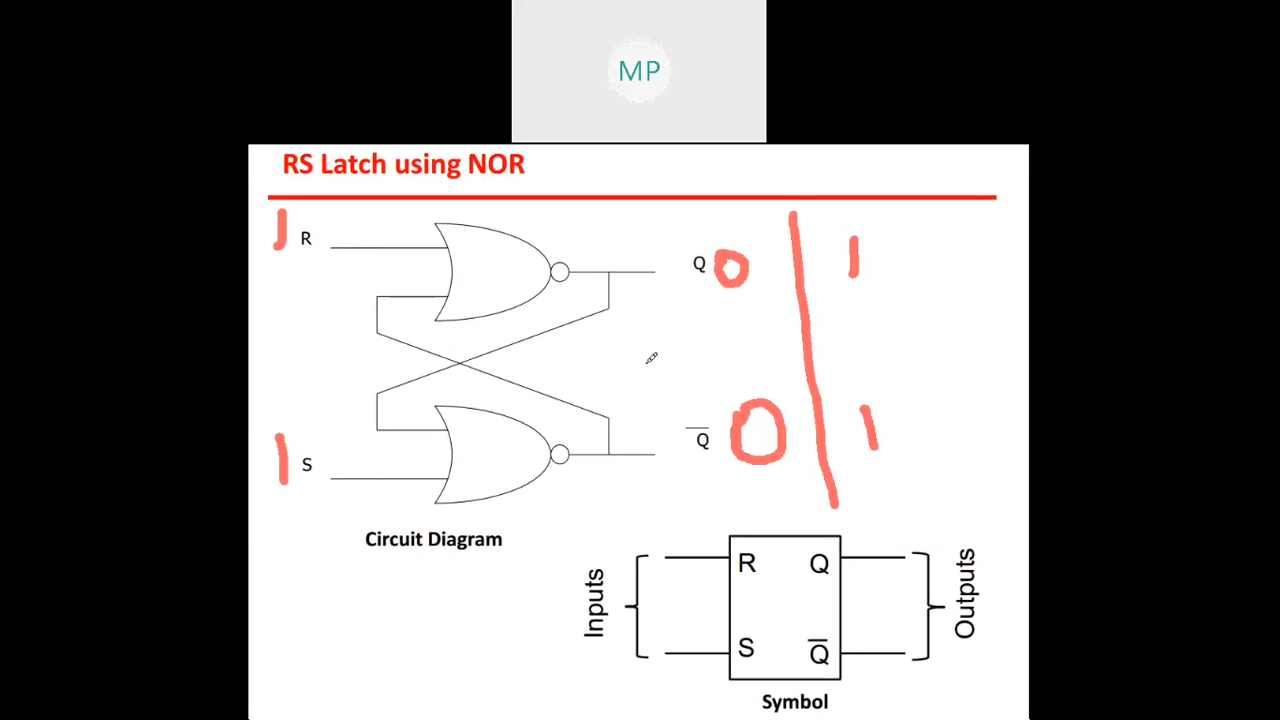 MP
RS Latch using NOR
1 R
Q 0 1
Q̅ 0 1
1 S
Circuit Diagram
Inputs
R Q
S Q̅
Outputs
Symbol